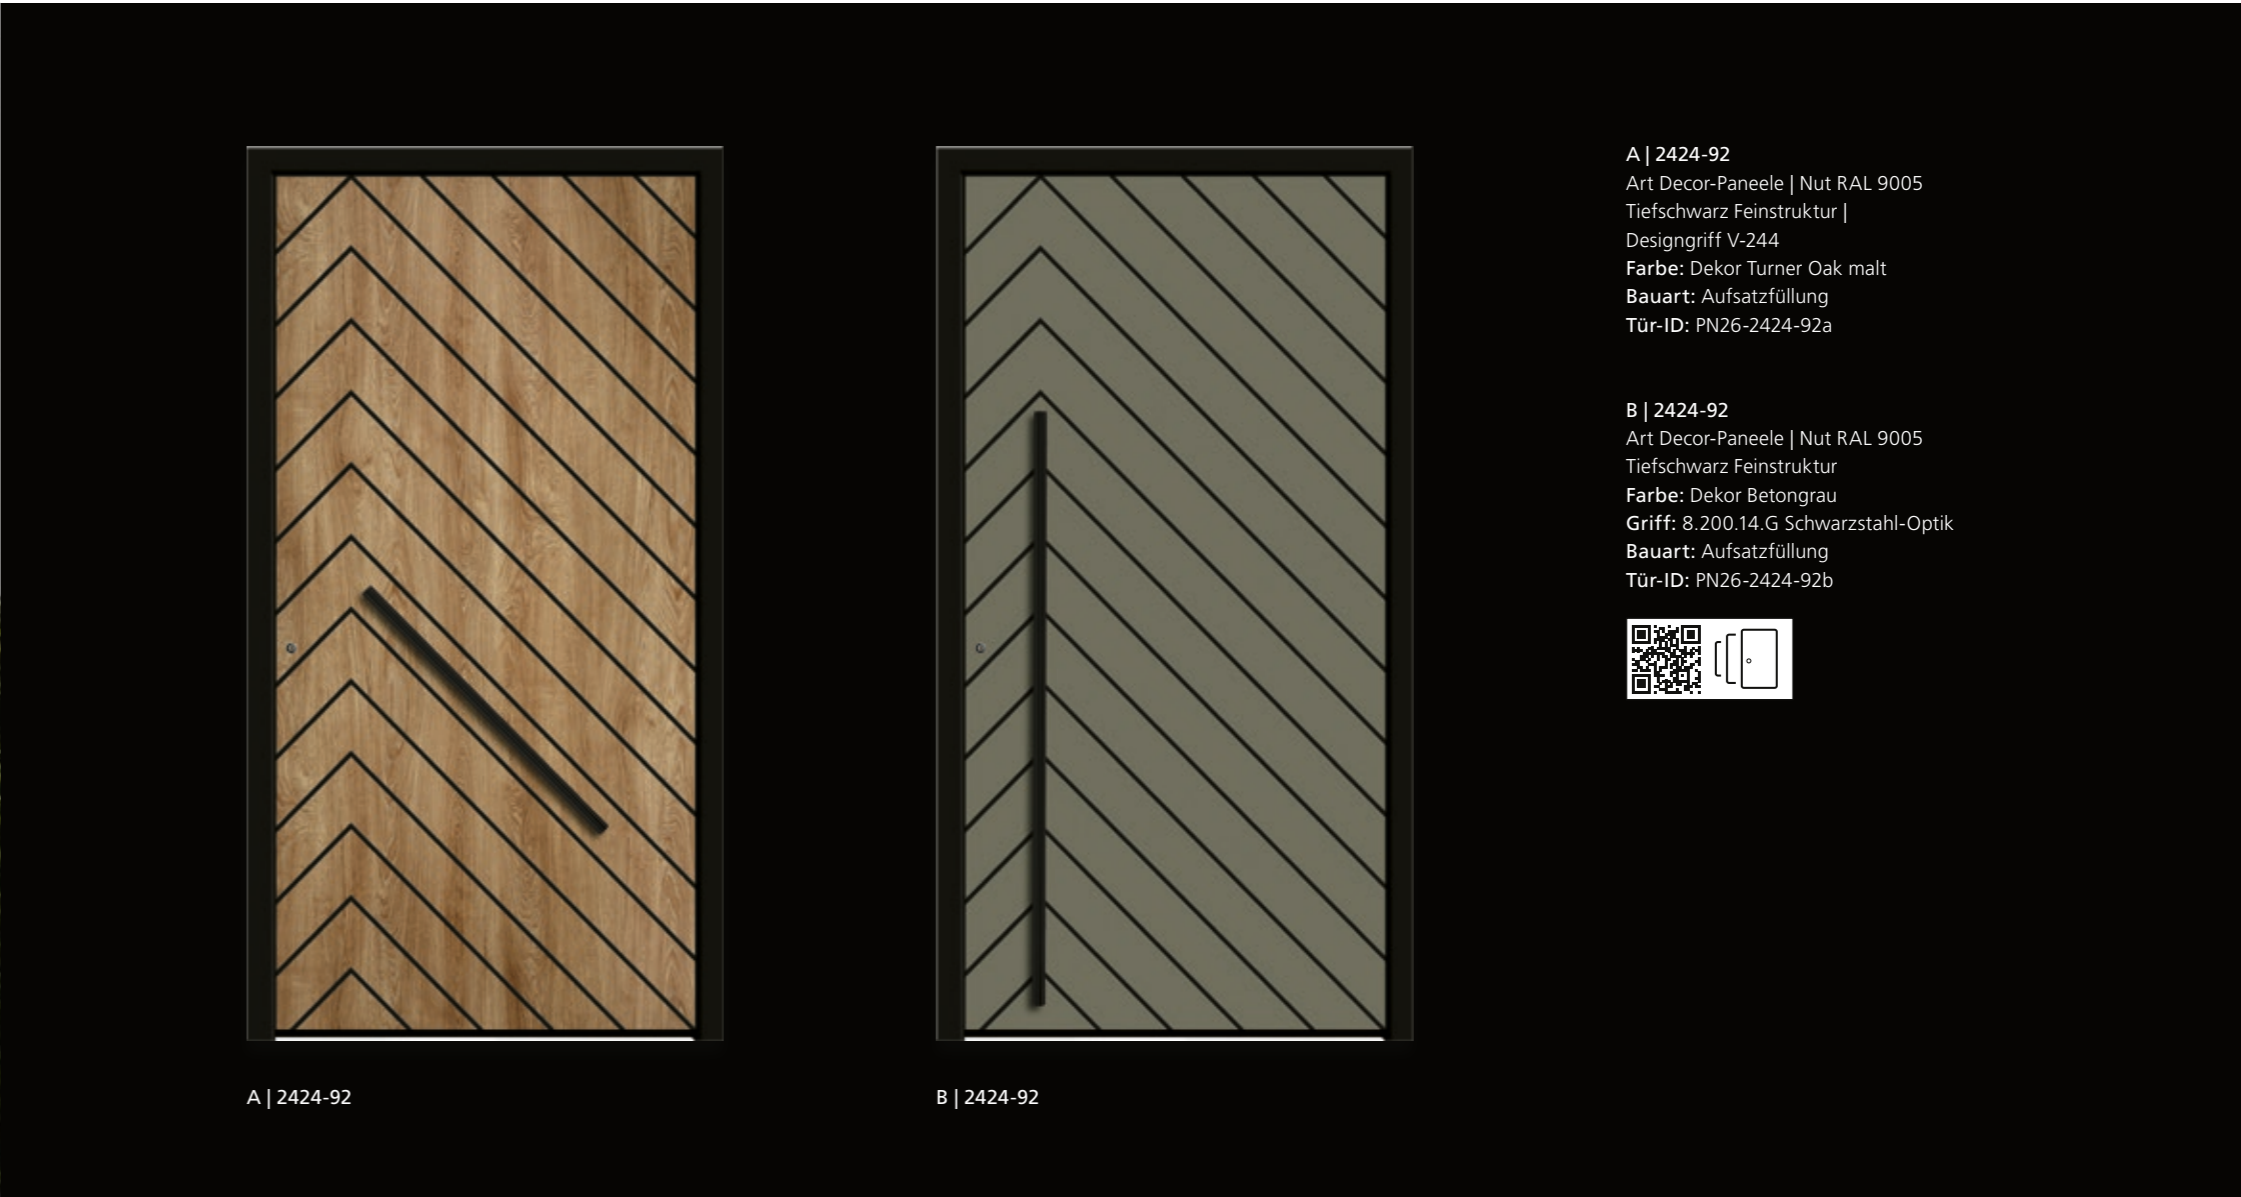 A | 2424-92
Art Decor-Paneele | Nut RAL 9005
Tiefschwarz Feinstruktur |
Designgriff V-244
Farbe: Dekor Turner Oak malt
Bauart: Aufsatzfüllung
Tür-ID: PN26-2424-92a
B | 2424-92
Art Decor-Paneele | Nut RAL 9005
Tiefschwarz Feinstruktur
Farbe: Dekor Betongrau
Griff: 8.200.14.G Schwarzstahl-Optik
Bauart: Aufsatzfüllung
Tür-ID: PN26-2424-92b
A | 2424-92
B | 2424-92